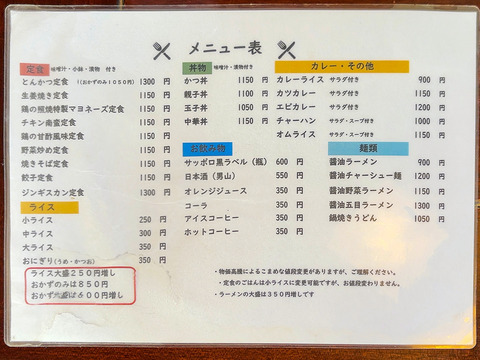 メニュー表
定食 味噌汁・小鉢・漬物 付き
とんかつ定食 (おかずのみ1050円) 1300 円
生姜焼き定食 1150 円
鶏の照焼特製マヨネーズ定食 1150 円
チキン南蛮定食 1150 円
鶏の甘酢風味定食 1150 円
野菜炒め定食 1150 円
焼きそば定食 1150 円
餃子定食 1150 円
ジンギスカン定食 1300 円
ライス
小ライス 250 円
中ライス 300 円
大ライス 350 円
おにぎり(うめ・かつお) 350 円
ライス大盛250円増し
おかずのみは850円
おかず大盛は600円増し
丼物 味噌汁・漬物 付き
かつ丼 1150 円
親子丼 1100 円
玉子丼 1050 円
中華丼 1150 円
お飲み物
サッポロ黒ラベル(瓶) 600 円
日本酒(男山) 550 円
オレンジジュース 350 円
コーラ 350 円
アイスコーヒー 350 円
ホットコーヒー 350 円
カレー・その他
カレーライス サラダ付き 900 円
カツカレー サラダ付き 1150 円
エビカレー サラダ付き 1200 円
チャーハン サラダ・スープ付き 1000 円
オムライス サラダ・スープ付き 1150 円
麺類
醤油ラーメン 900 円
醤油チャーシュー麺 1200 円
醤油野菜ラーメン 1150 円
醤油五目ラーメン 1200 円
鍋焼きうどん 1050 円
・物価高騰によるこまめな値段変更がありますが、ご理解ください。
・定食のごはんは小ライスに変更可能ですが、お値段変わりません。
・ラーメンの大盛は350円増しです